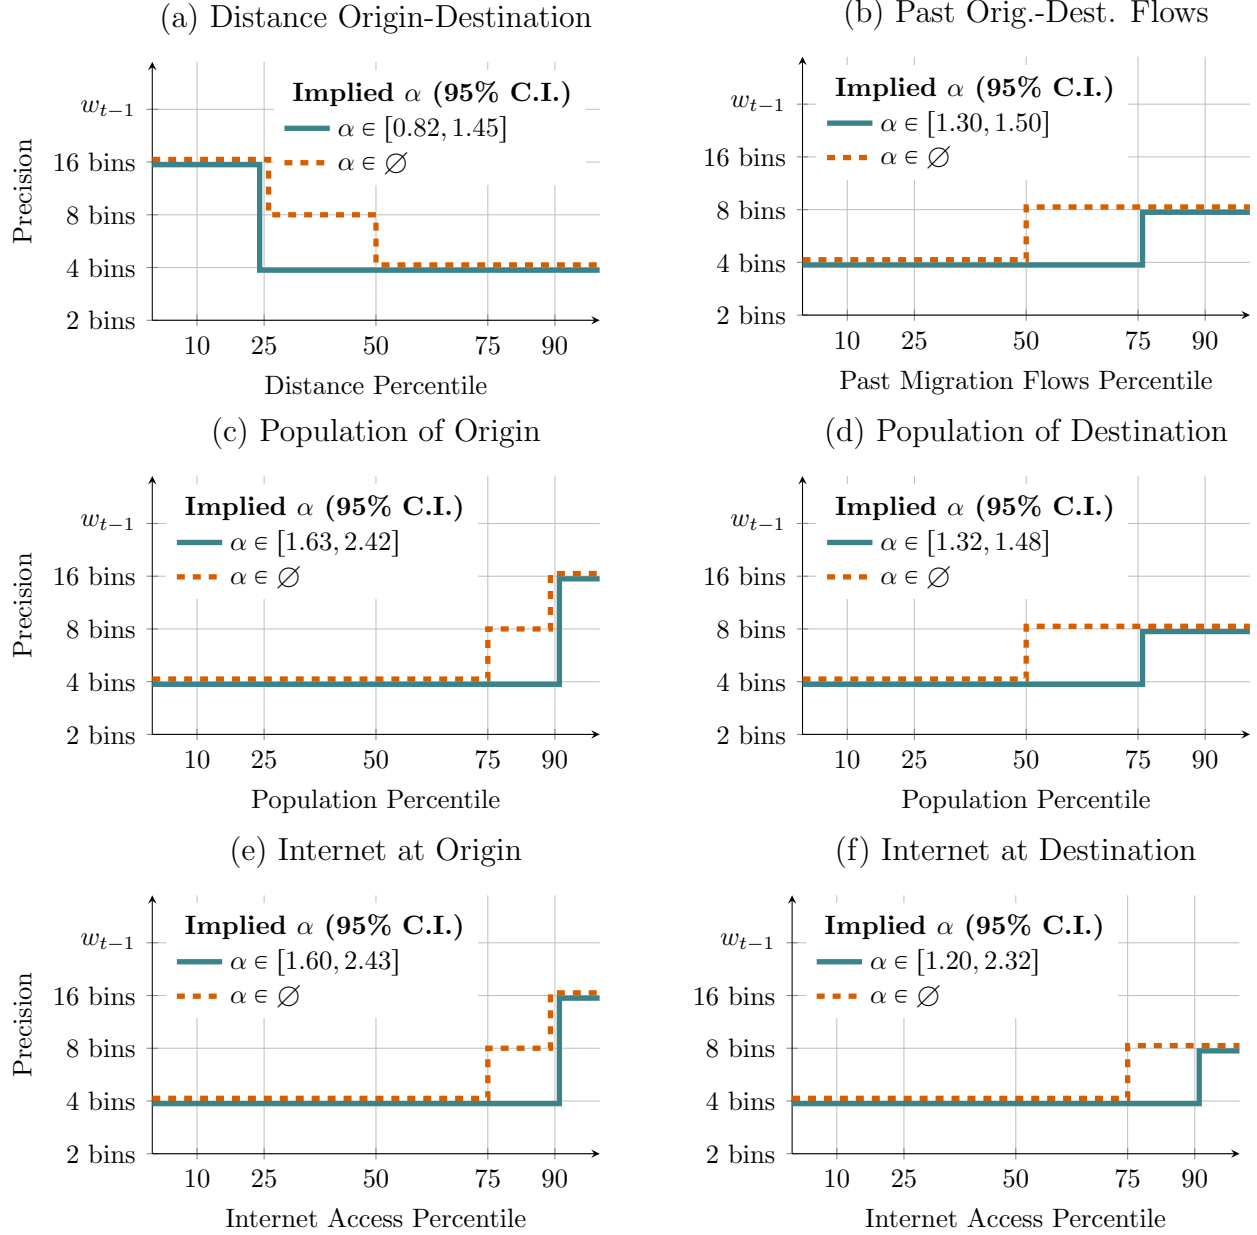 (a) Distance Origin-Destination
Implied α (95% C.I.)
α ∈ [0.82, 1.45]
α ∈ ∅
Precision
w_{t−1}
16 bins
8 bins
4 bins
2 bins
10 25 50 75 90
Distance Percentile
(b) Past Orig.-Dest. Flows
Implied α (95% C.I.)
α ∈ [1.30, 1.50]
α ∈ ∅
w_{t−1}
16 bins
8 bins
4 bins
2 bins
10 25 50 75 90
Past Migration Flows Percentile
(c) Population of Origin
Implied α (95% C.I.)
α ∈ [1.63, 2.42]
α ∈ ∅
Precision
w_{t−1}
16 bins
8 bins
4 bins
2 bins
10 25 50 75 90
Population Percentile
(d) Population of Destination
Implied α (95% C.I.)
α ∈ [1.32, 1.48]
α ∈ ∅
w_{t−1}
16 bins
8 bins
4 bins
2 bins
10 25 50 75 90
Population Percentile
(e) Internet at Origin
Implied α (95% C.I.)
α ∈ [1.60, 2.43]
α ∈ ∅
Precision
w_{t−1}
16 bins
8 bins
4 bins
2 bins
10 25 50 75 90
Internet Access Percentile
(f) Internet at Destination
Implied α (95% C.I.)
α ∈ [1.20, 2.32]
α ∈ ∅
w_{t−1}
16 bins
8 bins
4 bins
2 bins
10 25 50 75 90
Internet Access Percentile